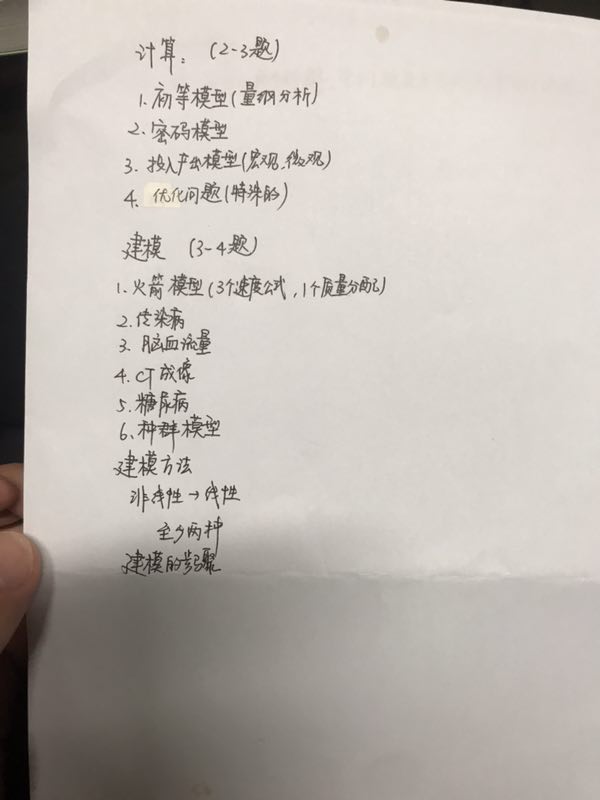 计算：（2-3题）
1. 初等模型（量纲分析）
2. 密码模型
3. 投入产出模型（宏观、微观）
4. 优化问题（特殊的）
建模（3-4题）
1. 火箭模型（3个速度公式，1个质量分配）
2. 传染病
3. 脑血流量
4. CT成像
5. 糖尿病
6. 种群模型
建模方法
非线性→线性
至少两种
建模的步骤